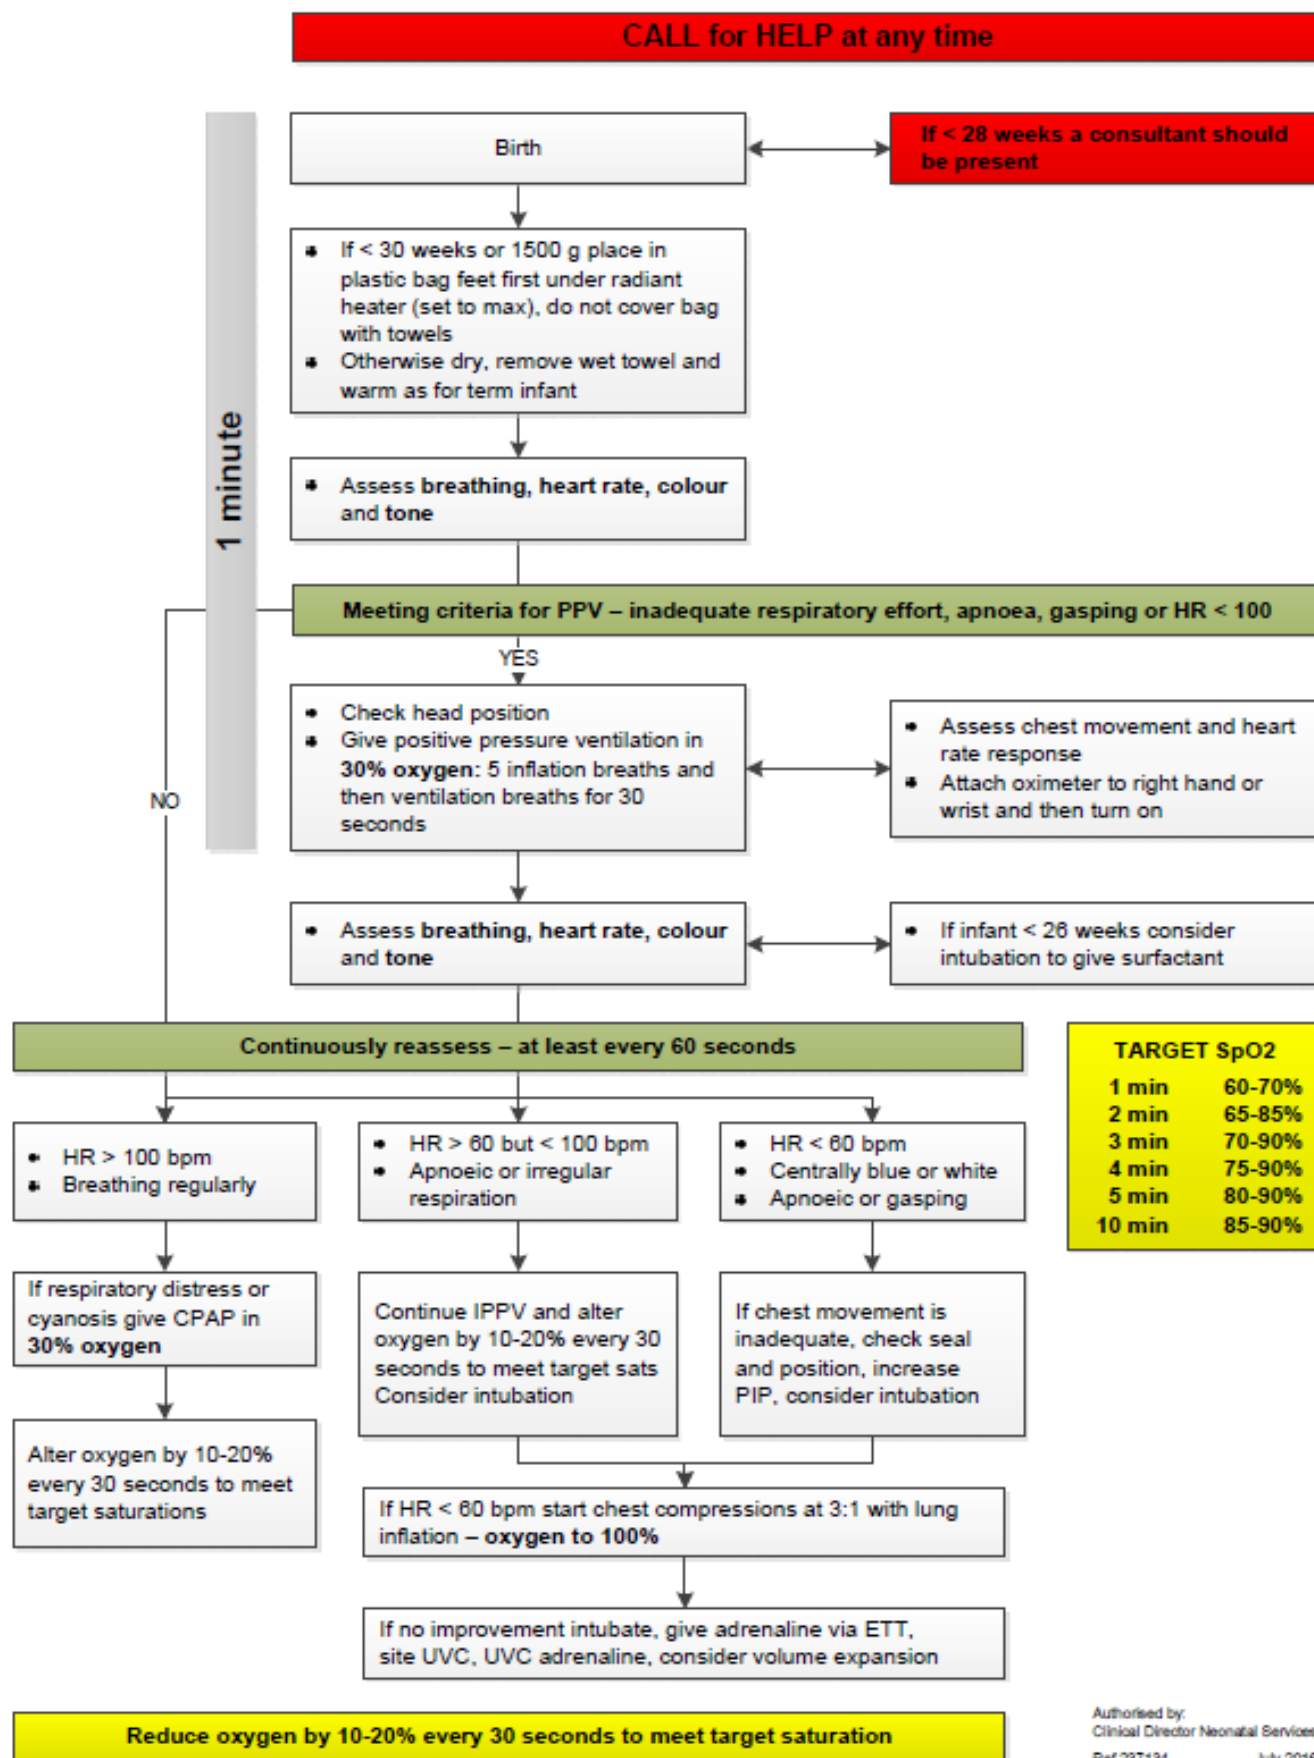 CALL for HELP at any time
Birth
If < 28 weeks a consultant should
be present
If < 30 weeks or 1500 g place in
plastic bag feet first under radiant
heater (set to max), do not cover bag
with towels
Otherwise dry, remove wet towel and
warm as for term infant
1 minute
Assess breathing, heart rate, colour
and tone
Meeting criteria for PPV – inadequate respiratory effort, apnoea, gasping or HR < 100
YES
NO
Check head position
Give positive pressure ventilation in
30% oxygen: 5 inflation breaths and
then ventilation breaths for 30
seconds
Assess chest movement and heart
rate response
Attach oximeter to right hand or
wrist and then turn on
Assess breathing, heart rate, colour
and tone
If infant < 26 weeks consider
intubation to give surfactant
Continuously reassess – at least every 60 seconds
TARGET SpO2
1 min 60-70%
2 min 65-85%
3 min 70-90%
4 min 75-90%
5 min 80-90%
10 min 85-90%
HR > 100 bpm
Breathing regularly
HR > 60 but < 100 bpm
Apnoeic or irregular
respiration
HR < 60 bpm
Centrally blue or white
Apnoeic or gasping
If respiratory distress or
cyanosis give CPAP in
30% oxygen
Continue IPPV and alter
oxygen by 10-20% every 30
seconds to meet target sats
Consider intubation
If chest movement is
inadequate, check seal
and position, increase
PIP, consider intubation
Alter oxygen by 10-20%
every 30 seconds to meet
target saturations
If HR < 60 bpm start chest compressions at 3:1 with lung
inflation – oxygen to 100%
If no improvement intubate, give adrenaline via ETT,
site UVC, UVC adrenaline, consider volume expansion
Reduce oxygen by 10-20% every 30 seconds to meet target saturation
Authorised by:
Clinical Director Neonatal Services
Ref 237134 July